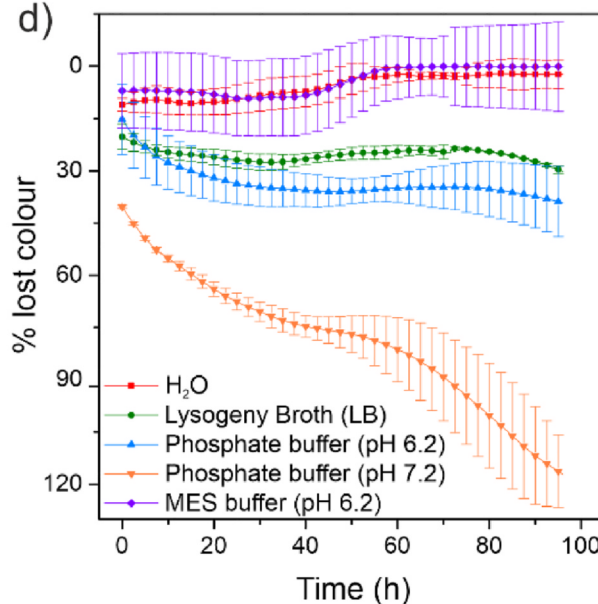 d)
0
30
60
90
120
% lost colour
H₂O
Lysogeny Broth (LB)
Phosphate buffer (pH 6.2)
Phosphate buffer (pH 7.2)
MES buffer (pH 6.2)
0 20 40 60 80 100
Time (h)